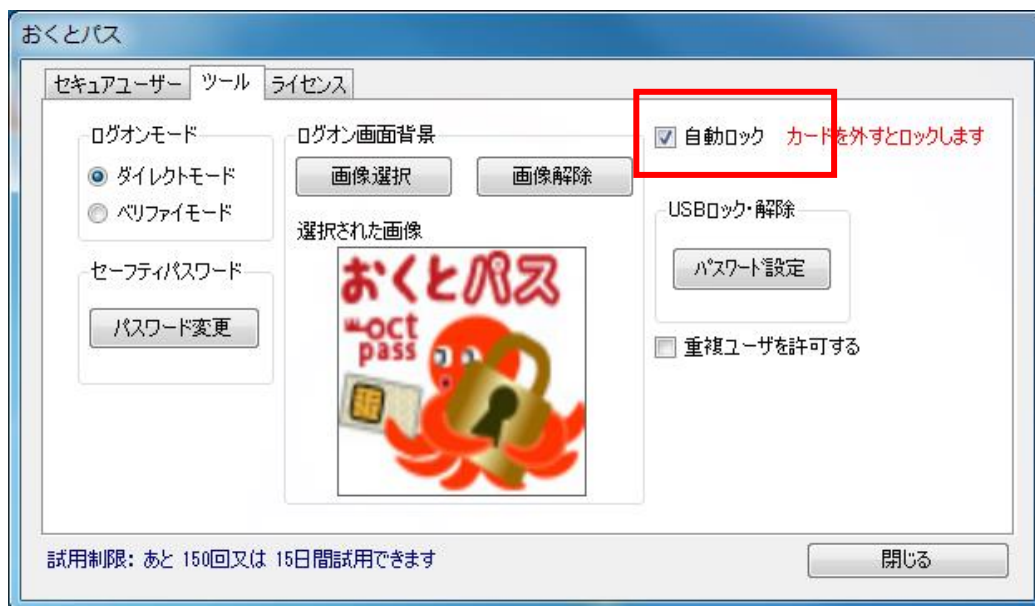 おくとパス
セキュアユーザー ツール ライセンス
ログオンモード
ダイレクトモード
ベリファイモード
セーフティパスワード
パスワード変更
ログオン画面背景
画像選択 画像解除
選択された画像
おくとパス
oct
pass
自動ロック カードを外すとロックします
USBロック・解除
パスワード設定
重複ユーザを許可する
試用制限: あと 150回又は 15日間試用できます
閉じる